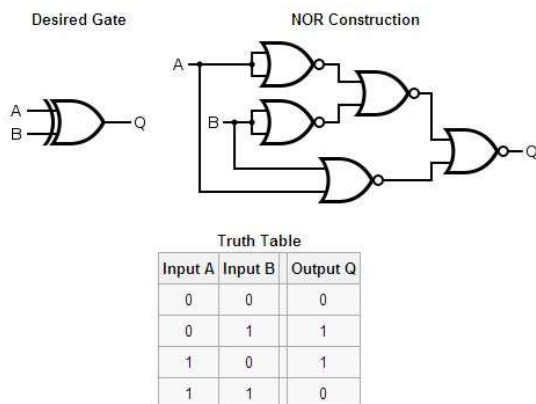 Desired Gate NOR Construction
A
A
B
Q
B
Q
Truth Table
Input A Input B Output Q
0 0 0
0 1 1
1 0 1
1 1 0